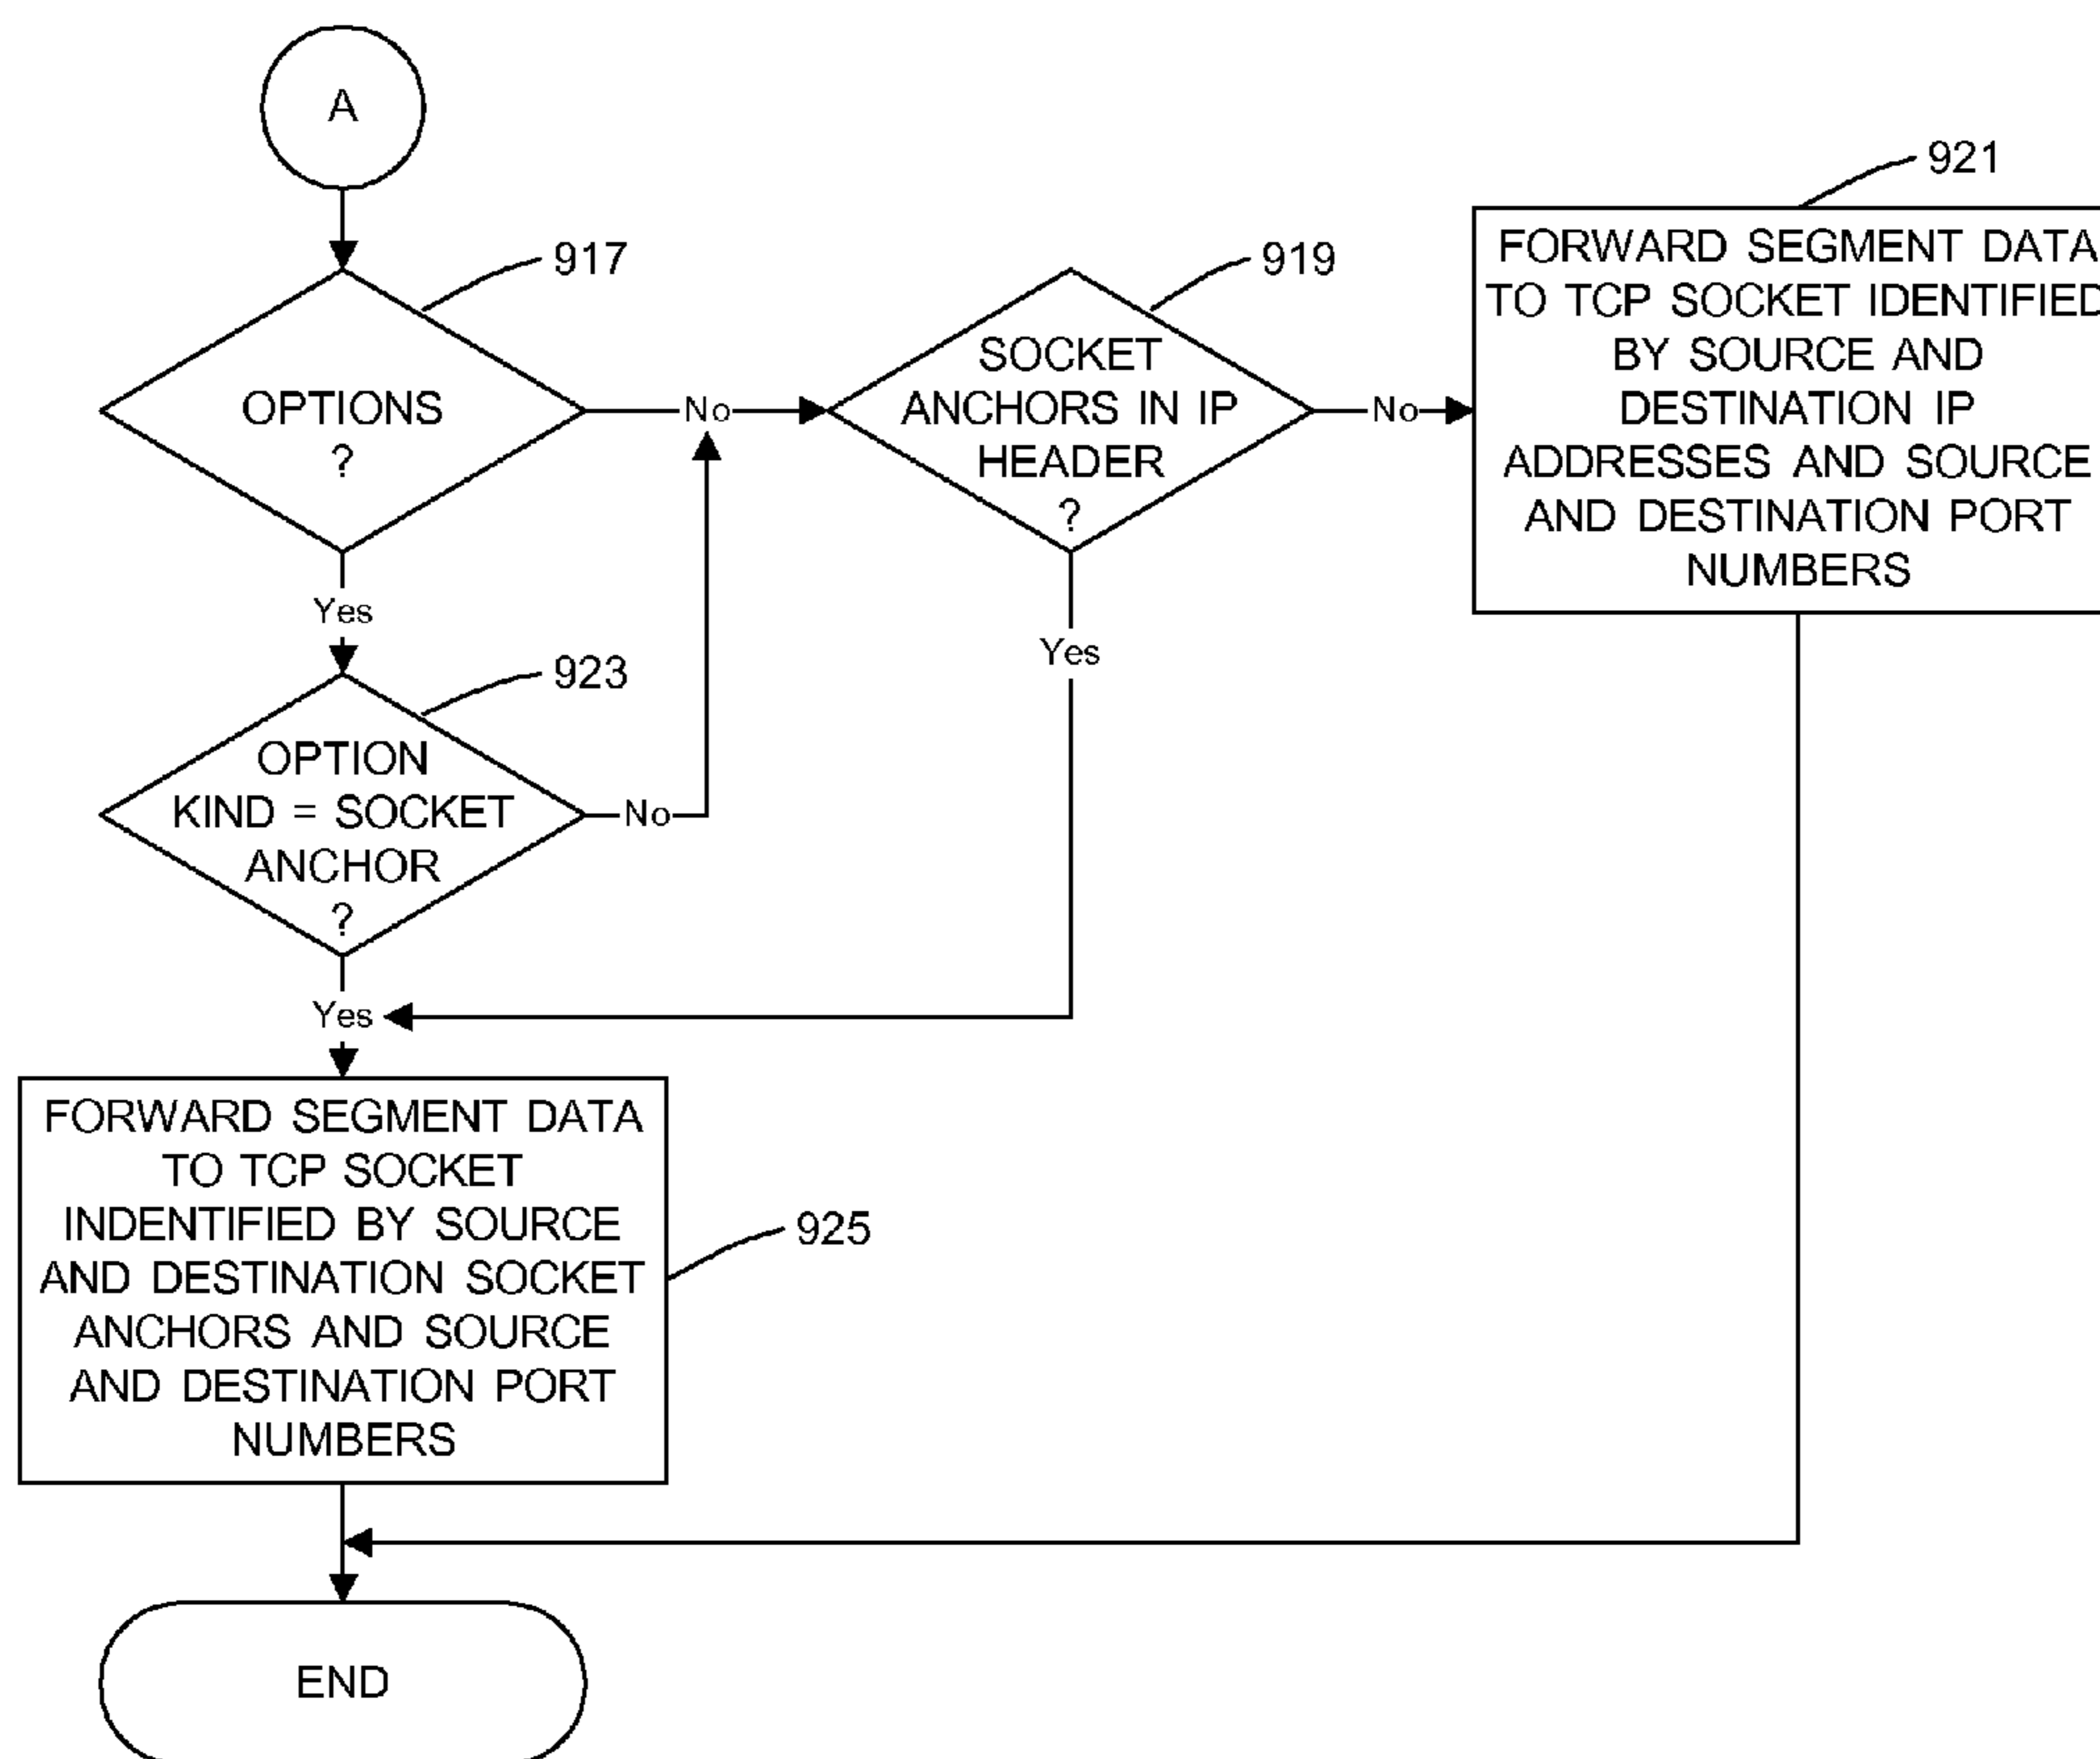 A
917
OPTIONS
?
No
919
SOCKET
ANCHORS IN IP
HEADER
?
No
921
FORWARD SEGMENT DATA
TO TCP SOCKET IDENTIFIED
BY SOURCE AND
DESTINATION IP
ADDRESSES AND SOURCE
AND DESTINATION PORT
NUMBERS
Yes
Yes
923
OPTION
KIND = SOCKET
ANCHOR
?
No
Yes
FORWARD SEGMENT DATA
TO TCP SOCKET
INDENTIFIED BY SOURCE
AND DESTINATION SOCKET
ANCHORS AND SOURCE
AND DESTINATION PORT
NUMBERS
925
END